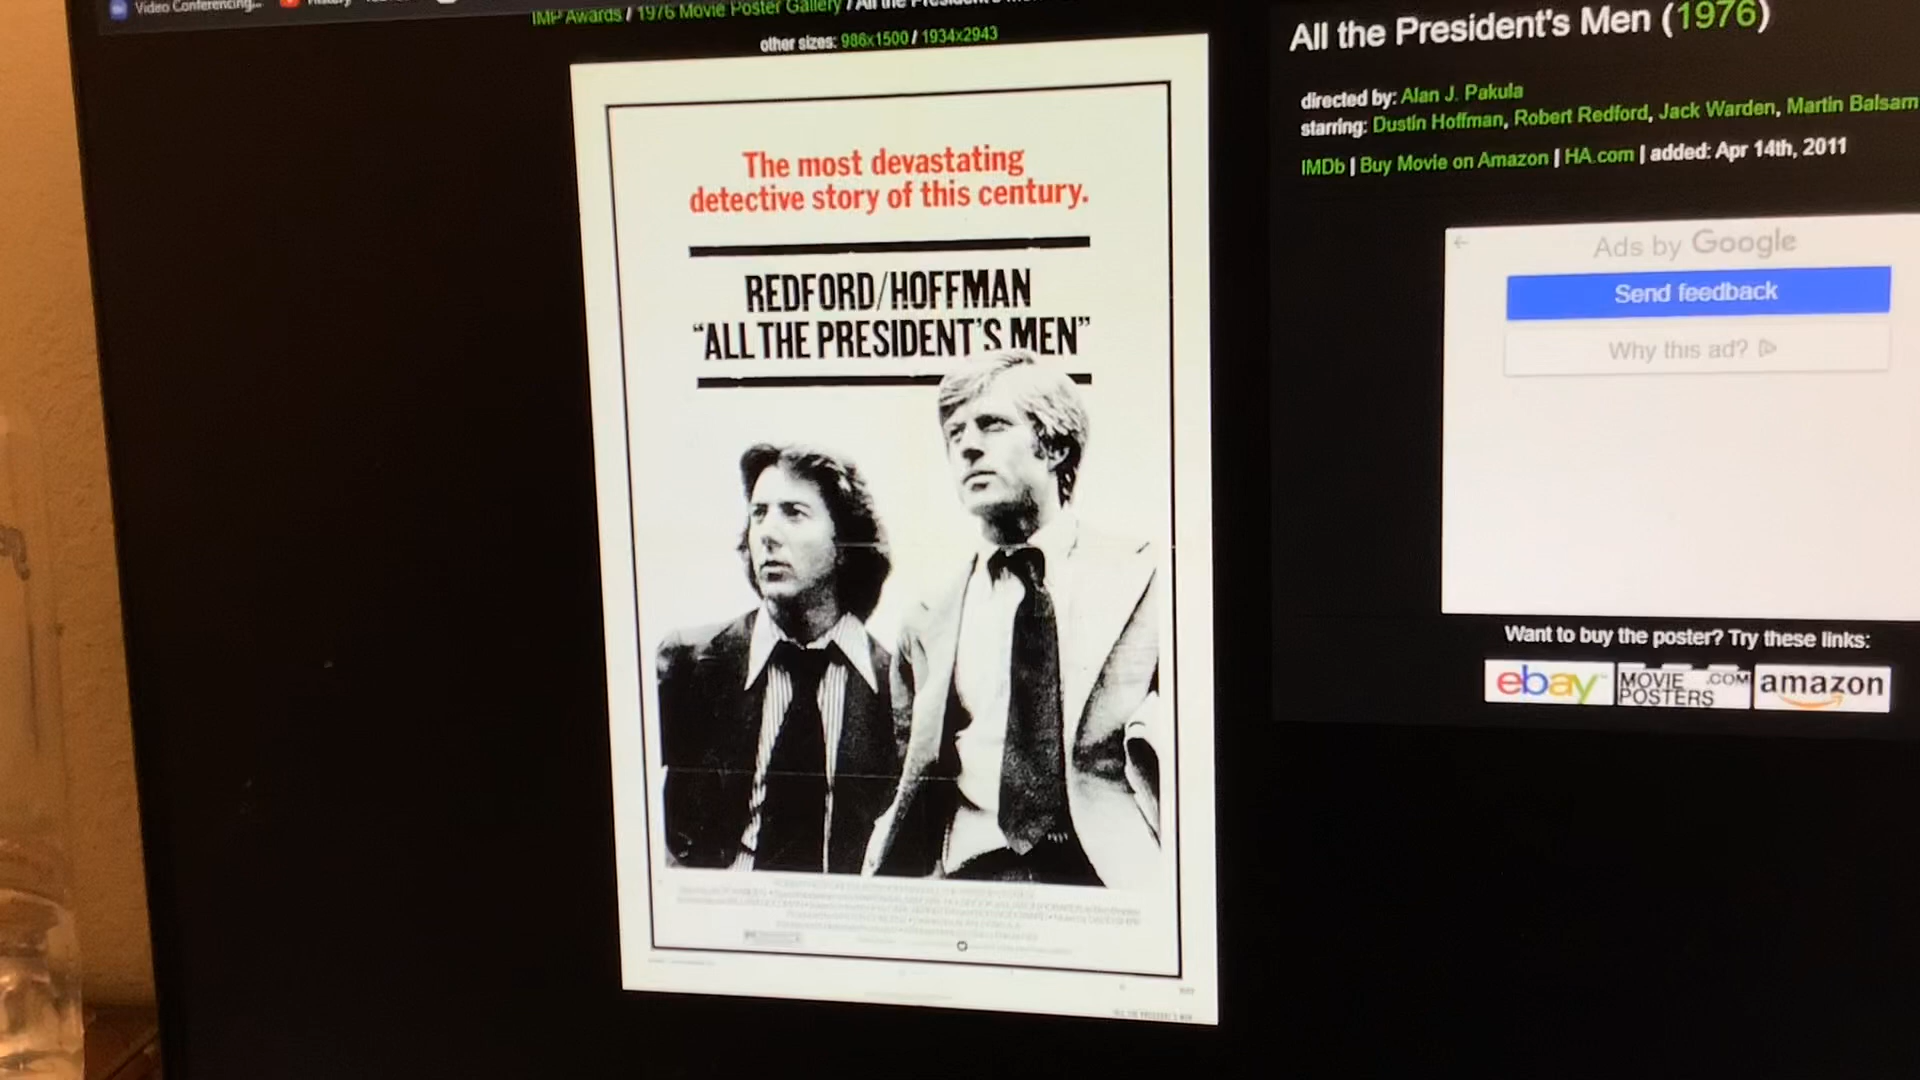 Video Conferencing...
History
IMP Awards / 1976 Movie Poster Gallery / All the President's
other sizes: 986x1500 / 1934x2943
The most devastating
detective story of this century.
REDFORD/HOFFMAN
“ALL THE PRESIDENT'S MEN”
All the President's Men (1976)
directed by: Alan J. Pakula
starring: Dustin Hoffman, Robert Redford, Jack Warden, Martin Balsam
IMDb | Buy Movie on Amazon | HA.com | added: Apr 14th, 2011
Ads by Google
Send feedback
Why this ad?
Want to buy the poster? Try these links:
ebay MOVIE POSTERS .COM amazon